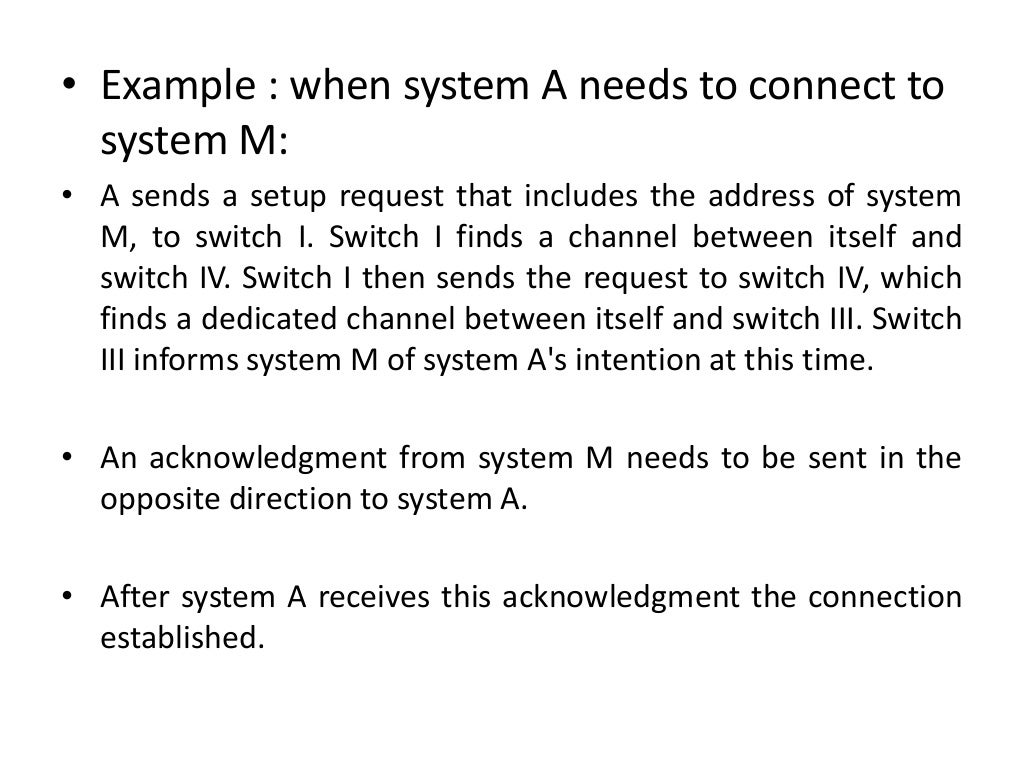 • Example : when system A needs to connect to
system M:
• A sends a setup request that includes the address of system
M, to switch I. Switch I finds a channel between itself and
switch IV. Switch I then sends the request to switch IV, which
finds a dedicated channel between itself and switch III. Switch
III informs system M of system A's intention at this time.
• An acknowledgment from system M needs to be sent in the
opposite direction to system A.
• After system A receives this acknowledgment the connection
established.